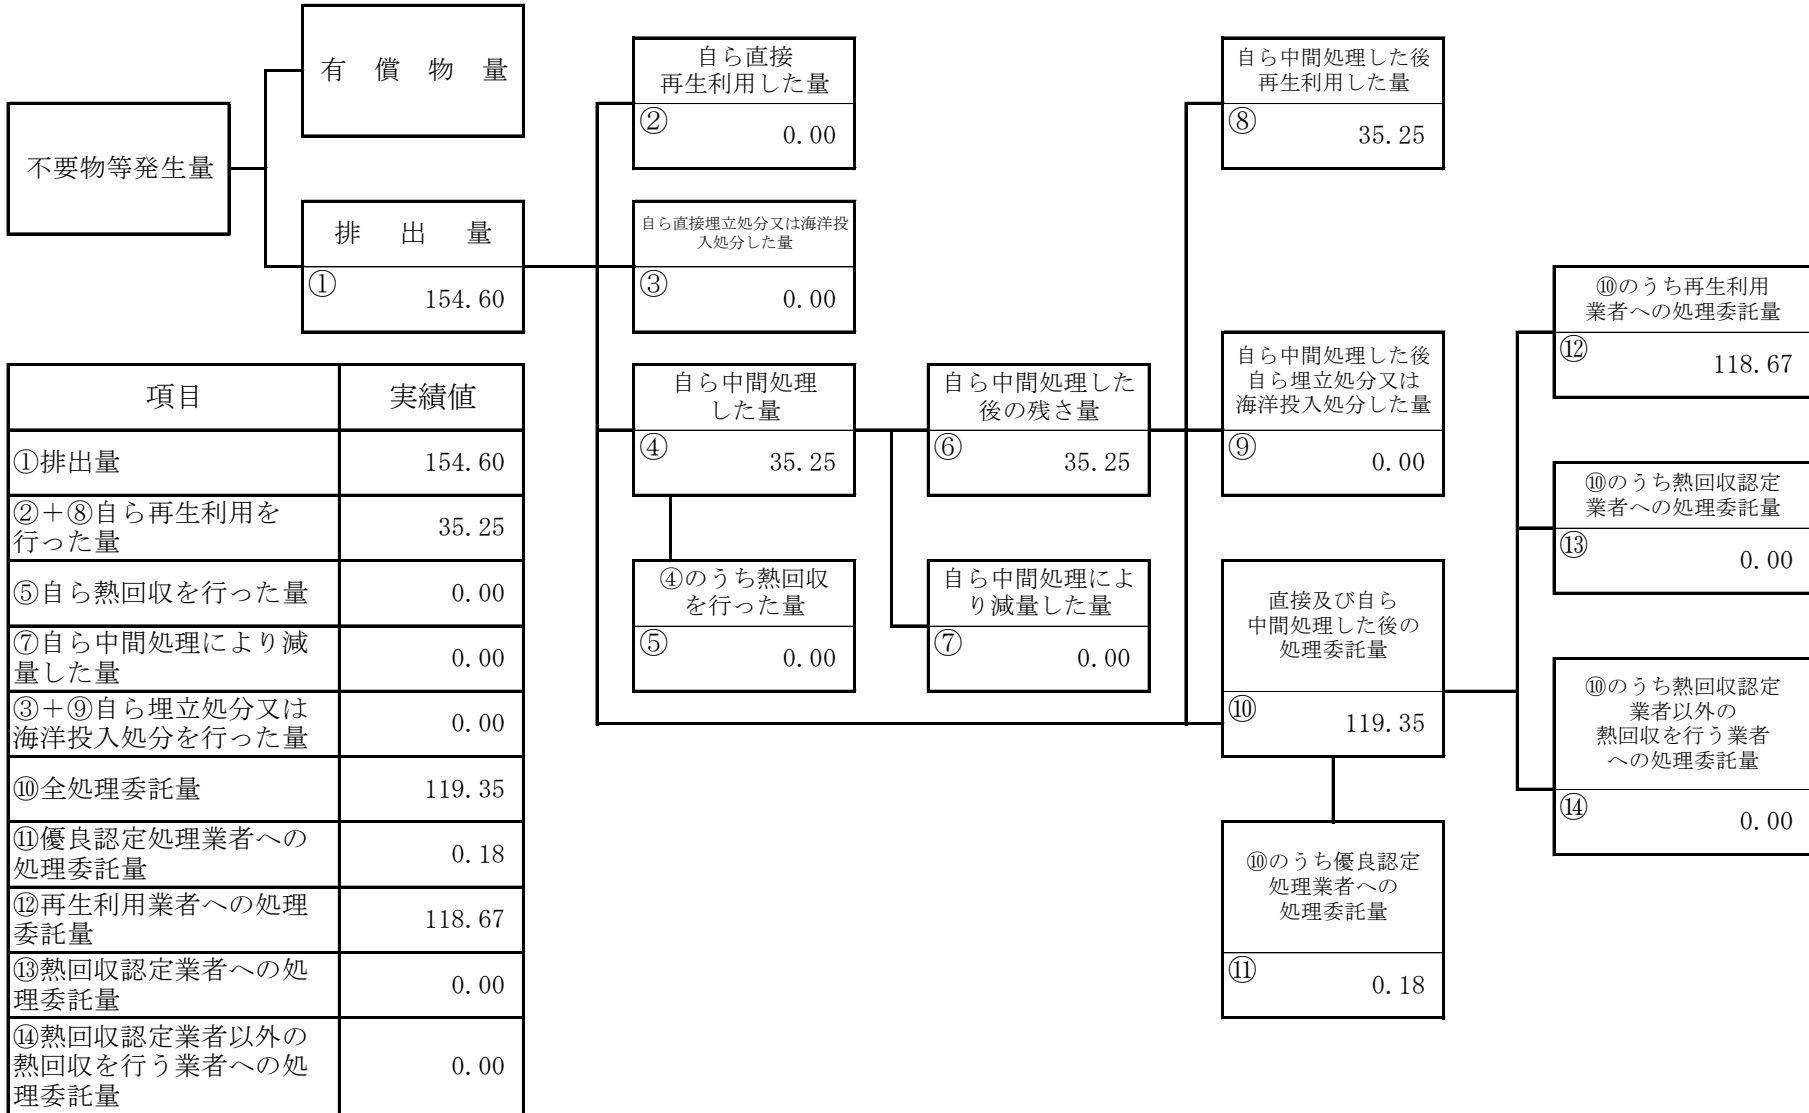 不要物等発生量
有　償　物　量
排　出　量
①
154.60
自ら直接
再生利用した量
②
0.00
自ら直接埋立処分又は海洋投
入処分した量
③
0.00
自ら中間処理
した量
④
35.25
④のうち熱回収
を行った量
⑤
0.00
自ら中間処理した
後の残さ量
⑥
35.25
自ら中間処理によ
り減量した量
⑦
0.00
自ら中間処理した後
再生利用した量
⑧
35.25
自ら中間処理した後
自ら埋立処分又は
海洋投入処分した量
⑨
0.00
直接及び自ら
中間処理した後の
処理委託量
⑩
119.35
⑩のうち優良認定
処理業者への
処理委託量
⑪
0.18
⑩のうち再生利用
業者への処理委託量
⑫
118.67
⑩のうち熱回収認定
業者への処理委託量
⑬
0.00
⑩のうち熱回収認定
業者以外の
熱回収を行う業者
への処理委託量
⑭
0.00
項目　実績値
①排出量　154.60
②＋⑧自ら再生利用を
行った量　35.25
⑤自ら熱回収を行った量　0.00
⑦自ら中間処理により減
量した量　0.00
③＋⑨自ら埋立処分又は
海洋投入処分を行った量　0.00
⑩全処理委託量　119.35
⑪優良認定処理業者への
処理委託量　0.18
⑫再生利用業者への処理
委託量　118.67
⑬熱回収認定業者への処
理委託量　0.00
⑭熱回収認定業者以外の
熱回収を行う業者への処
理委託量　0.00